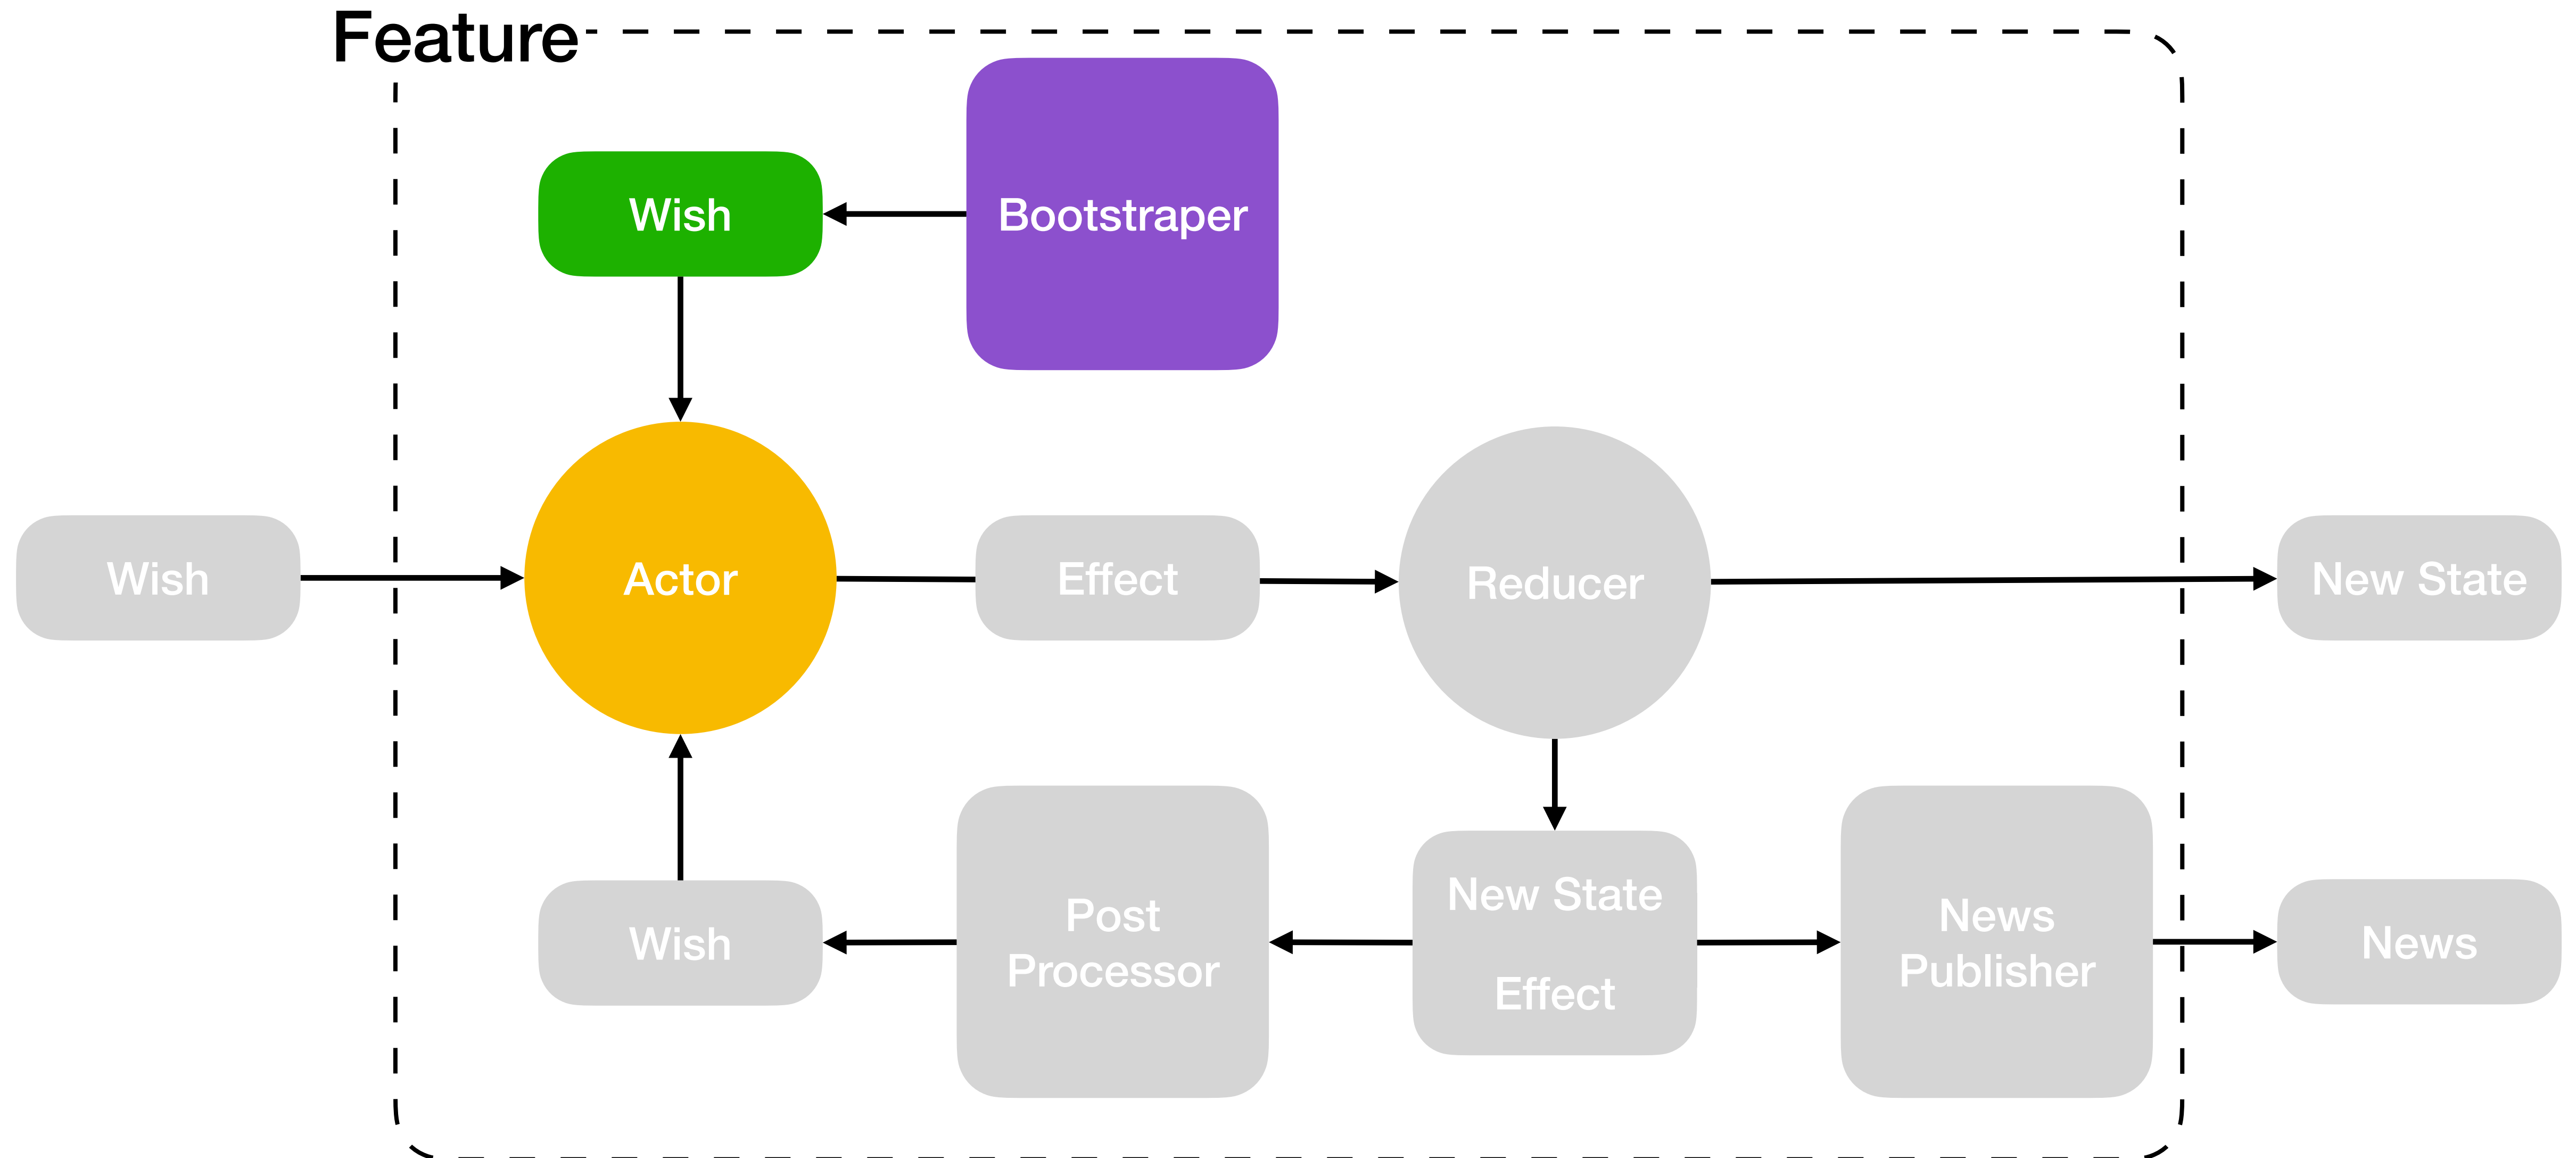 Feature
Wish
Bootstraper
Wish
Actor
Effect
Reducer
New State
Wish
Post
Processor
New State
Effect
News
Publisher
News